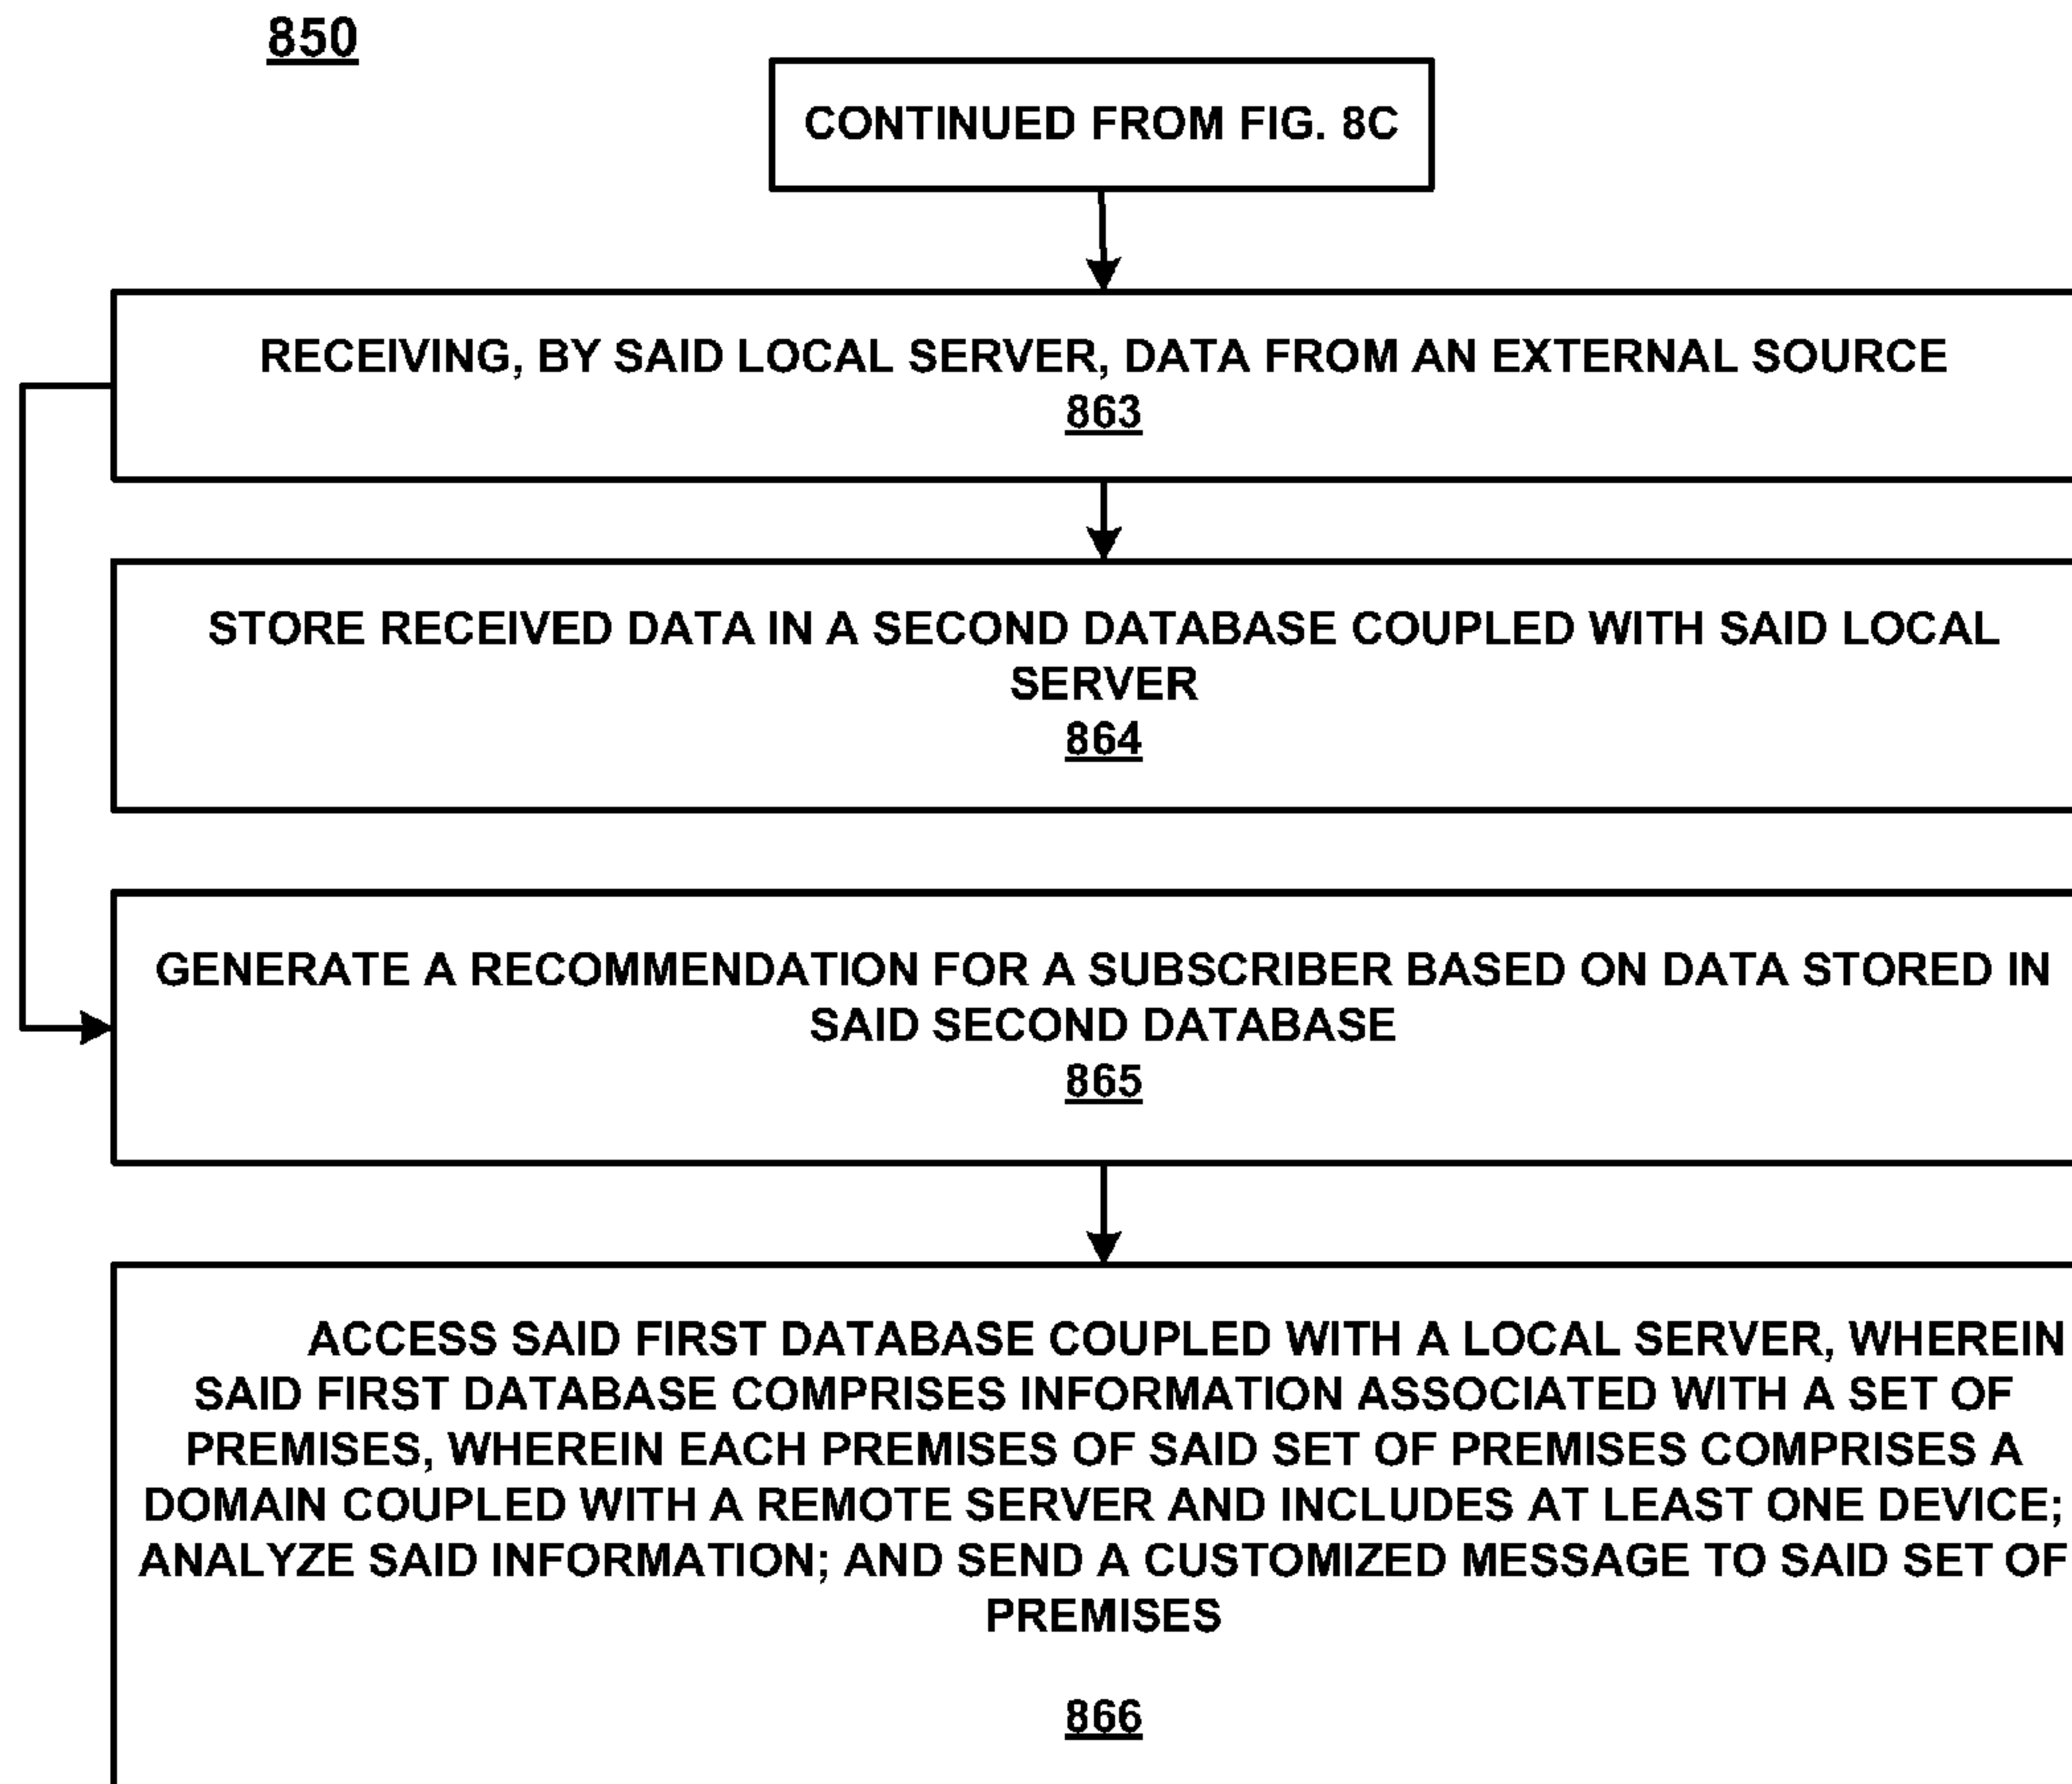 850
CONTINUED FROM FIG. 8C
RECEIVING, BY SAID LOCAL SERVER, DATA FROM AN EXTERNAL SOURCE
863
STORE RECEIVED DATA IN A SECOND DATABASE COUPLED WITH SAID LOCAL
SERVER
864
GENERATE A RECOMMENDATION FOR A SUBSCRIBER BASED ON DATA STORED IN
SAID SECOND DATABASE
865
ACCESS SAID FIRST DATABASE COUPLED WITH A LOCAL SERVER, WHEREIN
SAID FIRST DATABASE COMPRISES INFORMATION ASSOCIATED WITH A SET OF
PREMISES, WHEREIN EACH PREMISES OF SAID SET OF PREMISES COMPRISES A
DOMAIN COUPLED WITH A REMOTE SERVER AND INCLUDES AT LEAST ONE DEVICE;
ANALYZE SAID INFORMATION; AND SEND A CUSTOMIZED MESSAGE TO SAID SET OF
PREMISES
866